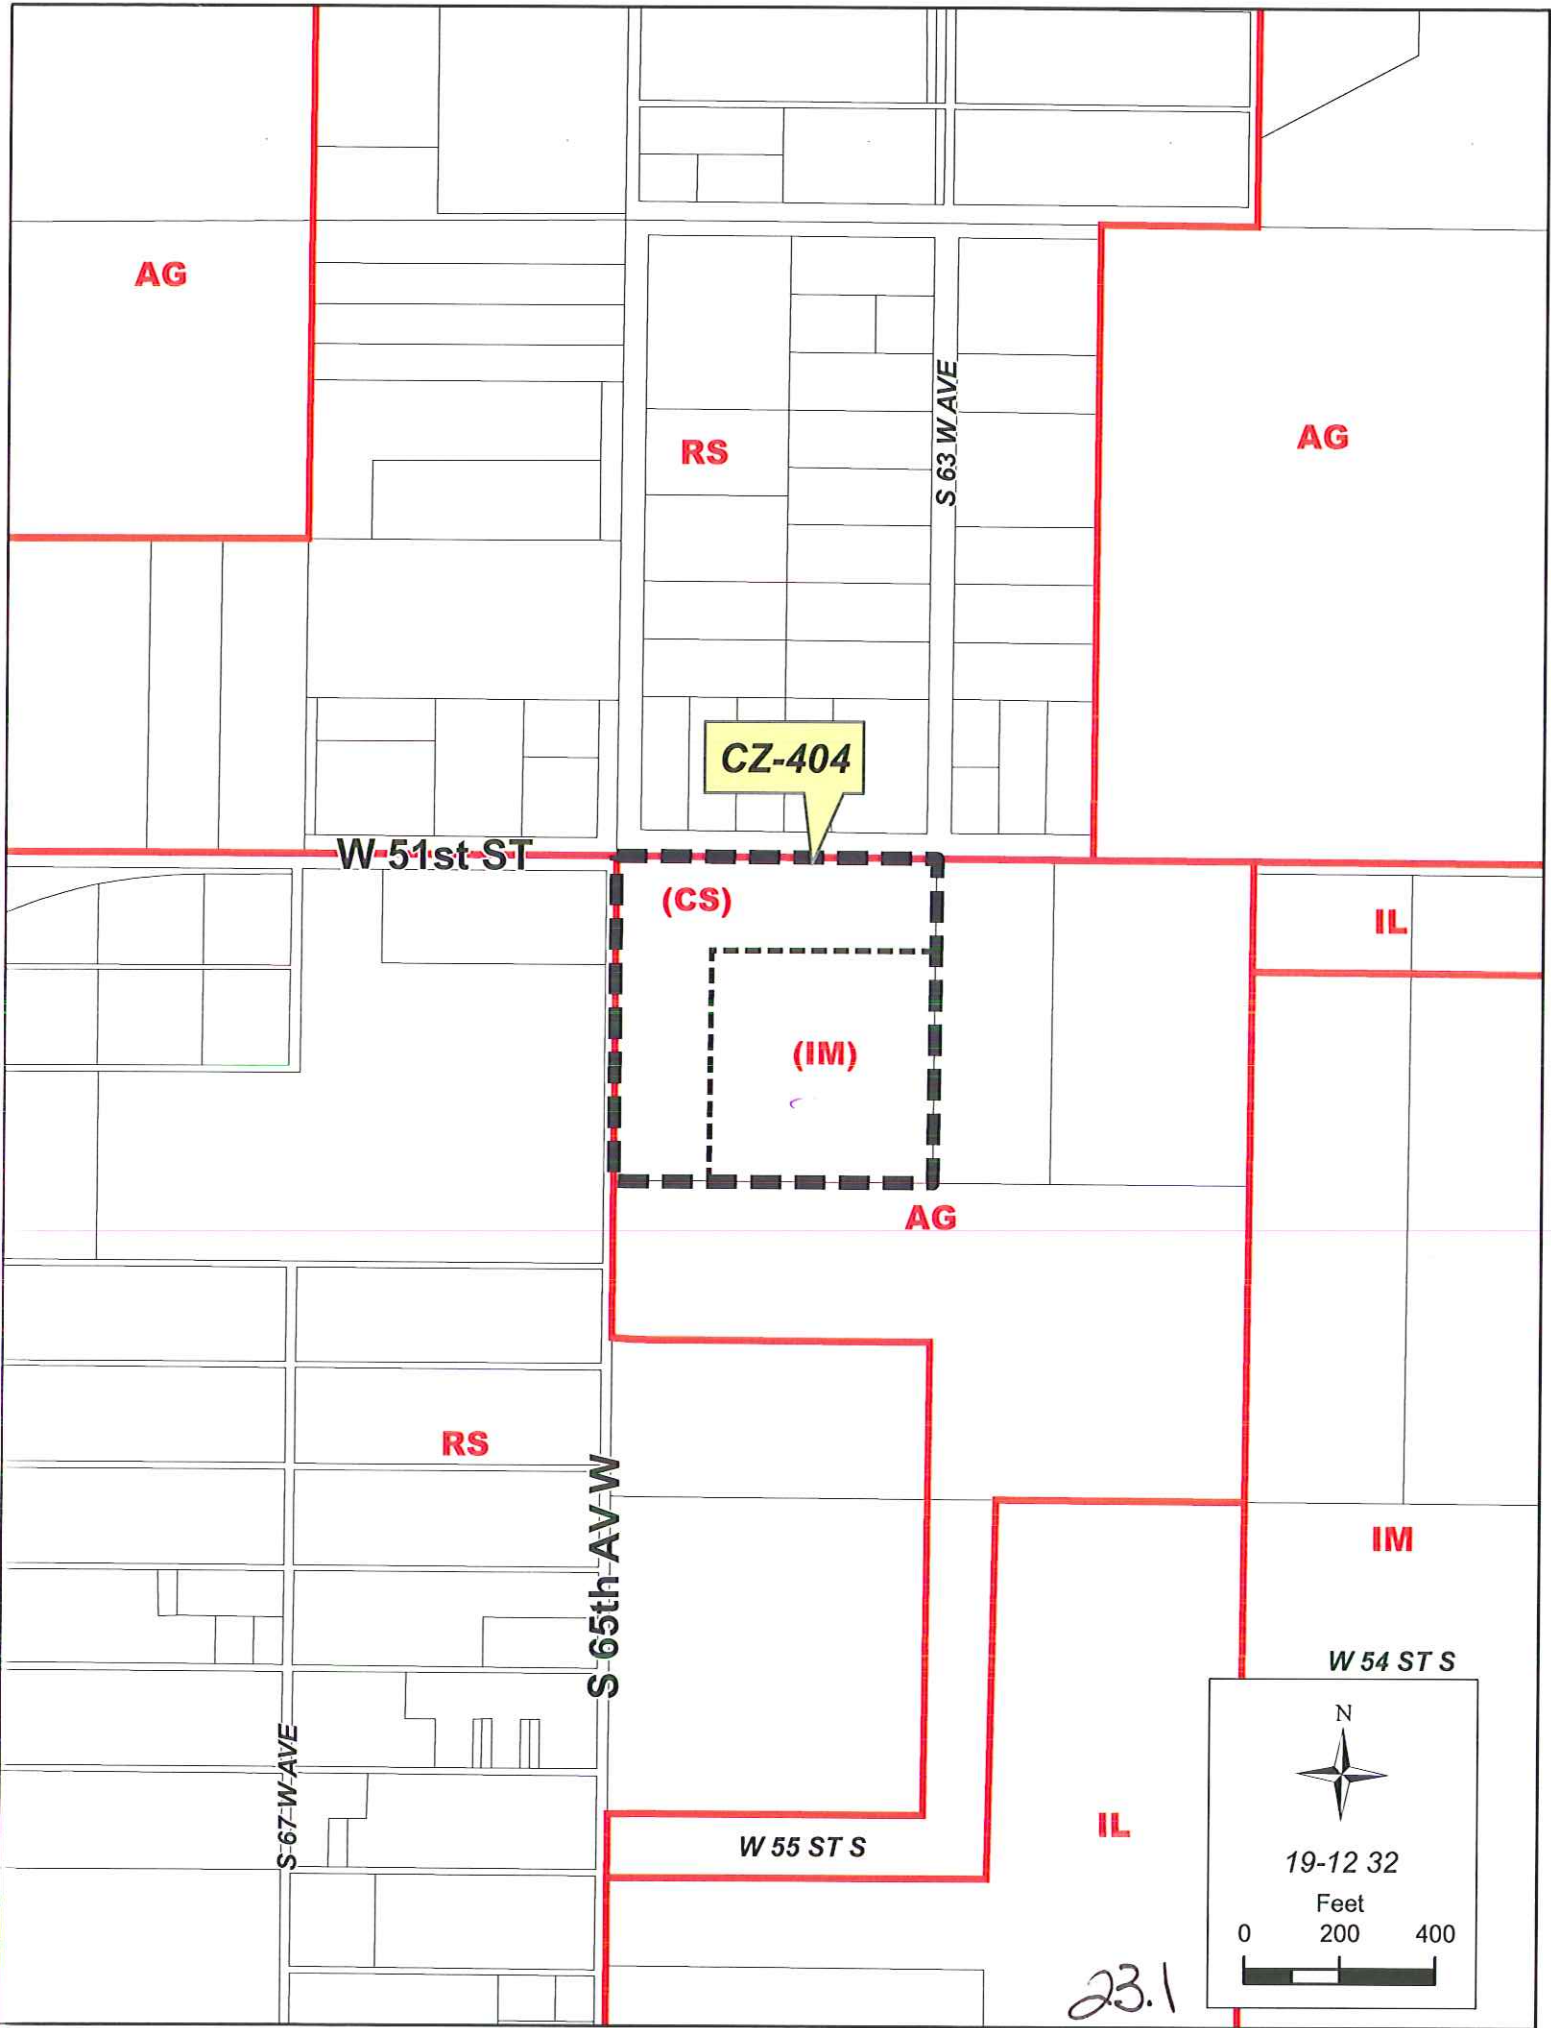 AG
S 63 W AVE
AG
RS
CZ-404
W 51st ST
(CS)
IL
(IM)
AG
RS
S 65th AV W
IM
W 54 ST S
N
S 67 W AVE
IL
W 55 ST S
19-12 32
Feet
0 200 400
23.1